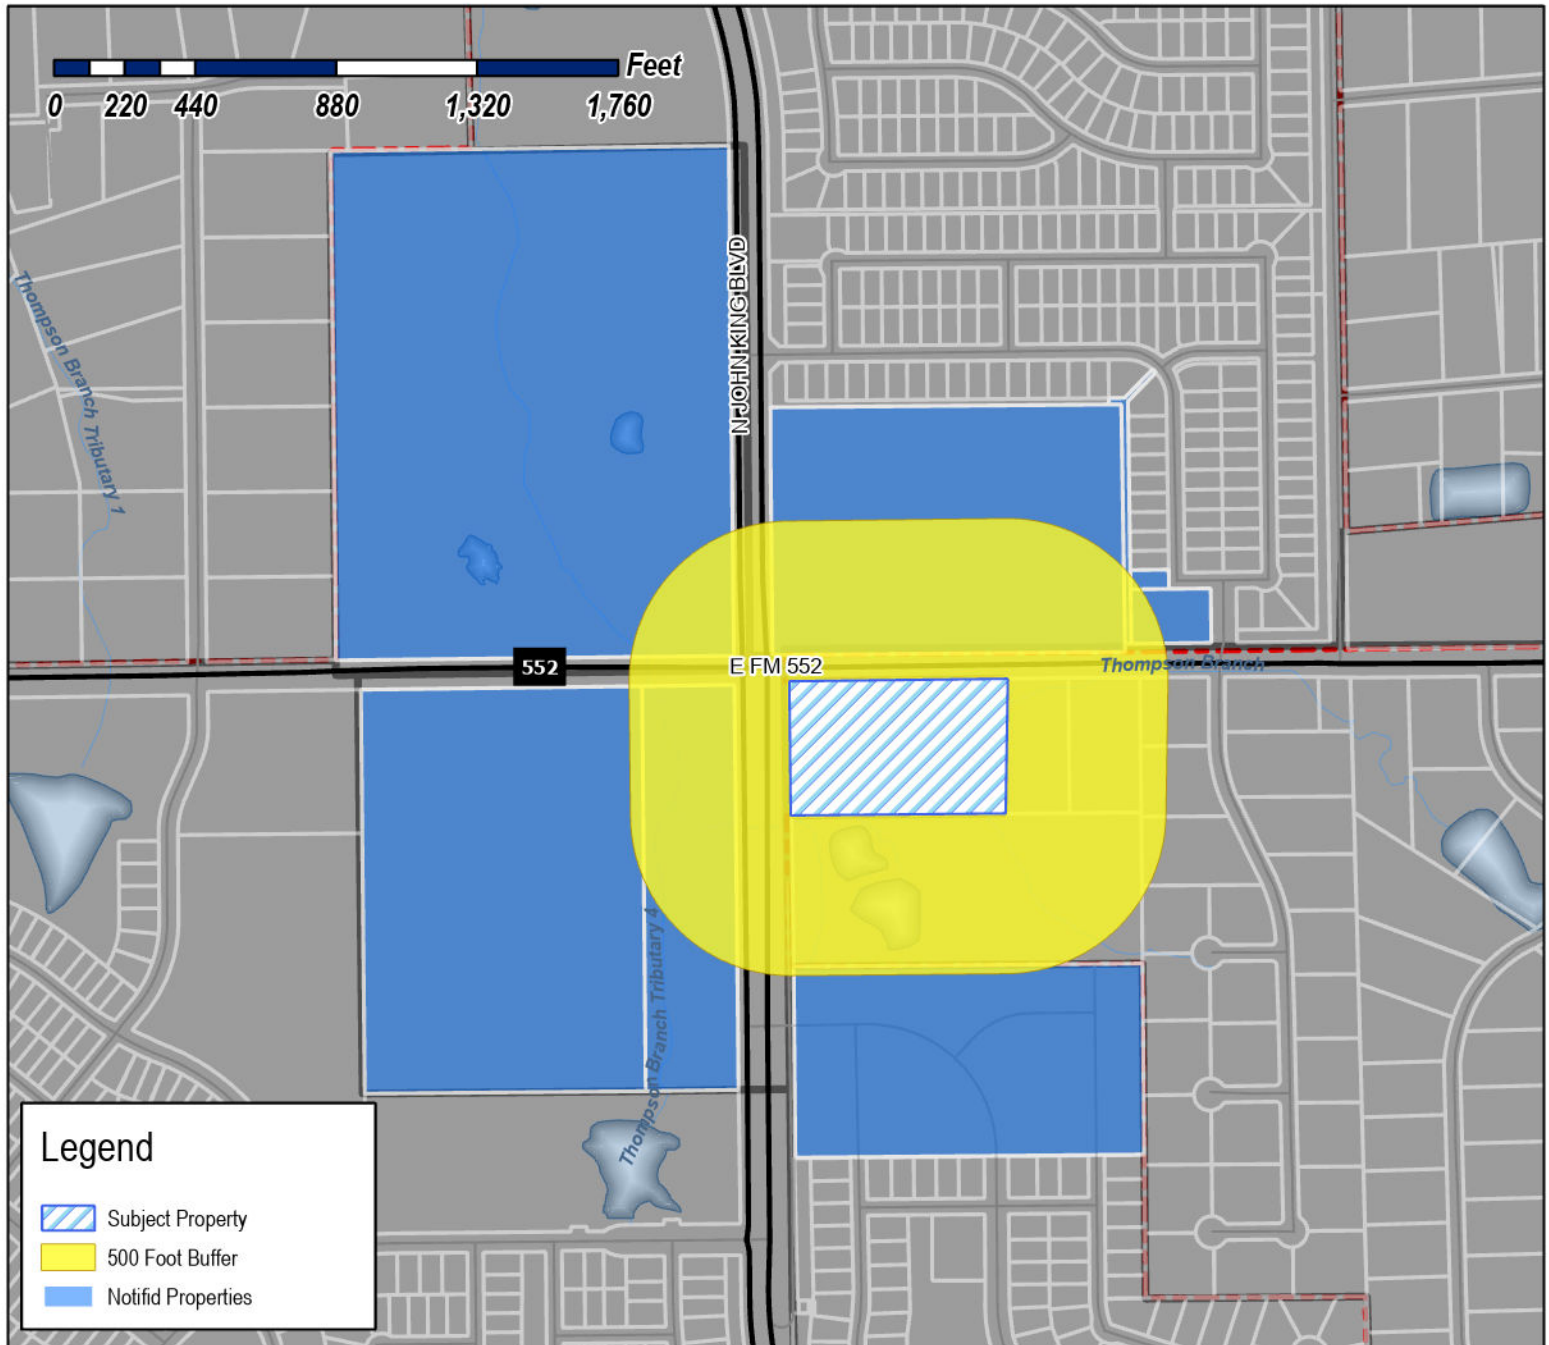 Feet
0 220 440 880 1,320 1,760
N JOHN KING BLVD
Thompson Branch Tributary 1
552
E FM 552
Thompson Branch
Thompson Branch Tributary 4
Legend
Subject Property
500 Foot Buffer
Notifid Properties